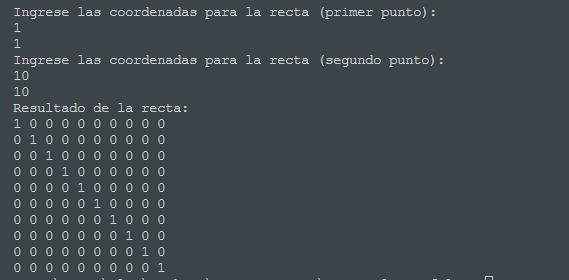 Ingrese las coordenadas para la recta (primer punto):
1
1
Ingrese las coordenadas para la recta (segundo punto):
10
10
Resultado de la recta:
1 0 0 0 0 0 0 0 0 0
0 1 0 0 0 0 0 0 0 0
0 0 1 0 0 0 0 0 0 0
0 0 0 1 0 0 0 0 0 0
0 0 0 0 1 0 0 0 0 0
0 0 0 0 0 1 0 0 0 0
0 0 0 0 0 0 1 0 0 0
0 0 0 0 0 0 0 1 0 0
0 0 0 0 0 0 0 0 1 0
0 0 0 0 0 0 0 0 0 1